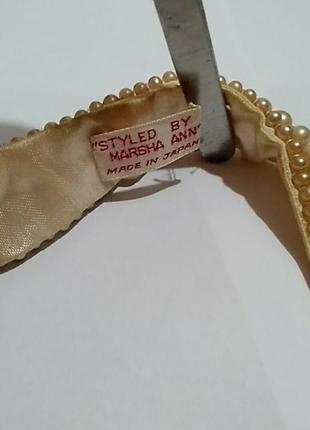 "STYLED BY
MARSHA ANN"
MADE IN JAPAN